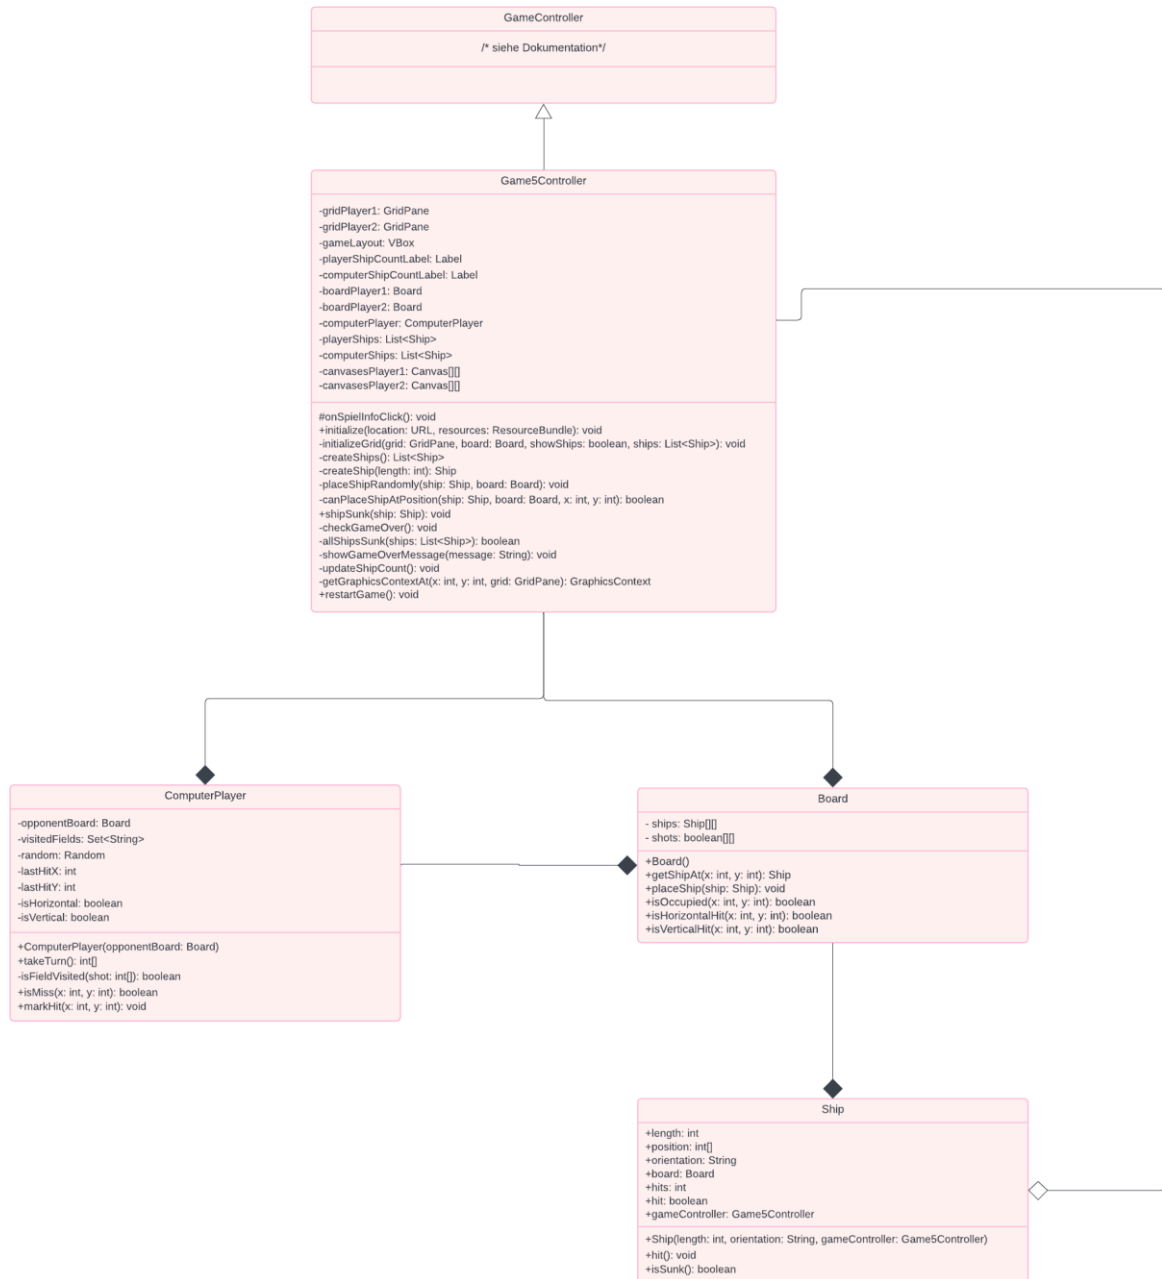 GameController
/* siehe Dokumentation*/
Game5Controller
-gridPlayer1: GridPane
-gridPlayer2: GridPane
-gameLayout: VBox
-playerShipCountLabel: Label
-computerShipCountLabel: Label
-boardPlayer1: Board
-boardPlayer2: Board
-computerPlayer: ComputerPlayer
-playerShips: List<Ship>
-computerShips: List<Ship>
-canvasesPlayer1: Canvas[][]
-canvasesPlayer2: Canvas[][]
#onSpielInfoClick(): void
+initialize(location: URL, resources: ResourceBundle): void
-initializeGrid(grid: GridPane, board: Board, showShips: boolean, ships: List<Ship>): void
-createShips(): List<Ship>
-createShip(length: int): Ship
-placeShipRandomly(ship: Ship, board: Board): void
-canPlaceShipAtPosition(ship: Ship, board: Board, x: int, y: int): boolean
+shipSunk(ship: Ship): void
-checkGameOver(): void
-allShipsSunk(ships: List<Ship>): boolean
-showGameOverMessage(message: String): void
-updateShipCount(): void
-getGraphicsContextAt(x: int, y: int, grid: GridPane): GraphicsContext
+restartGame(): void
ComputerPlayer
-opponentBoard: Board
-visitedFields: Set<String>
-random: Random
-lastHitX: int
-lastHitY: int
-isHorizontal: boolean
-isVertical: boolean
+ComputerPlayer(opponentBoard: Board)
+takeTurn(): int[]
-isFieldVisited(shot: int[]): boolean
+isMiss(x: int, y: int): boolean
+markHit(x: int, y: int): void
Board
- ships: Ship[][]
- shots: boolean[][]
+Board()
+getShipAt(x: int, y: int): Ship
+placeShip(ship: Ship): void
+isOccupied(x: int, y: int): boolean
+isHorizontalHit(x: int, y: int): boolean
+isVerticalHit(x: int, y: int): boolean
Ship
+length: int
+position: int[]
+orientation: String
+board: Board
+hits: int
+hit: boolean
+gameController: Game5Controller
+Ship(length: int, orientation: String, gameController: Game5Controller)
+hit(): void
+isSunk(): boolean